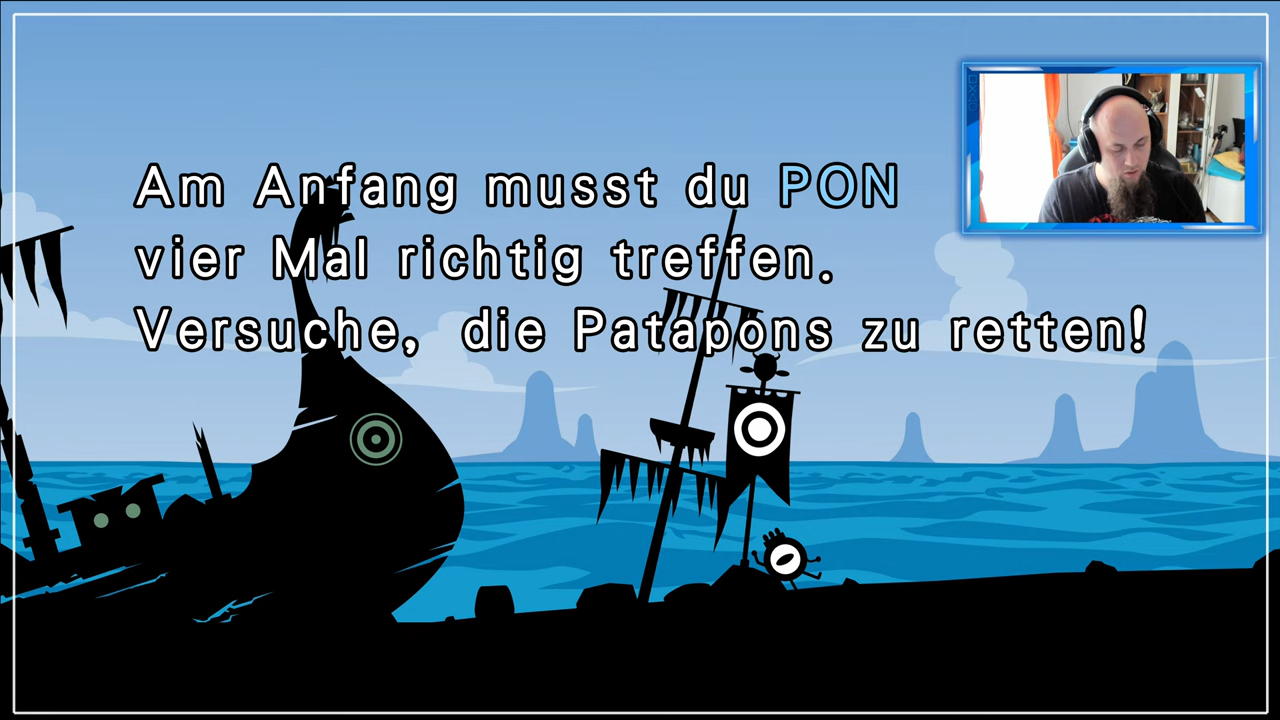 Am Anfang musst du PON
vier Mal richtig treffen.
Versuche, die Patapons zu retten!